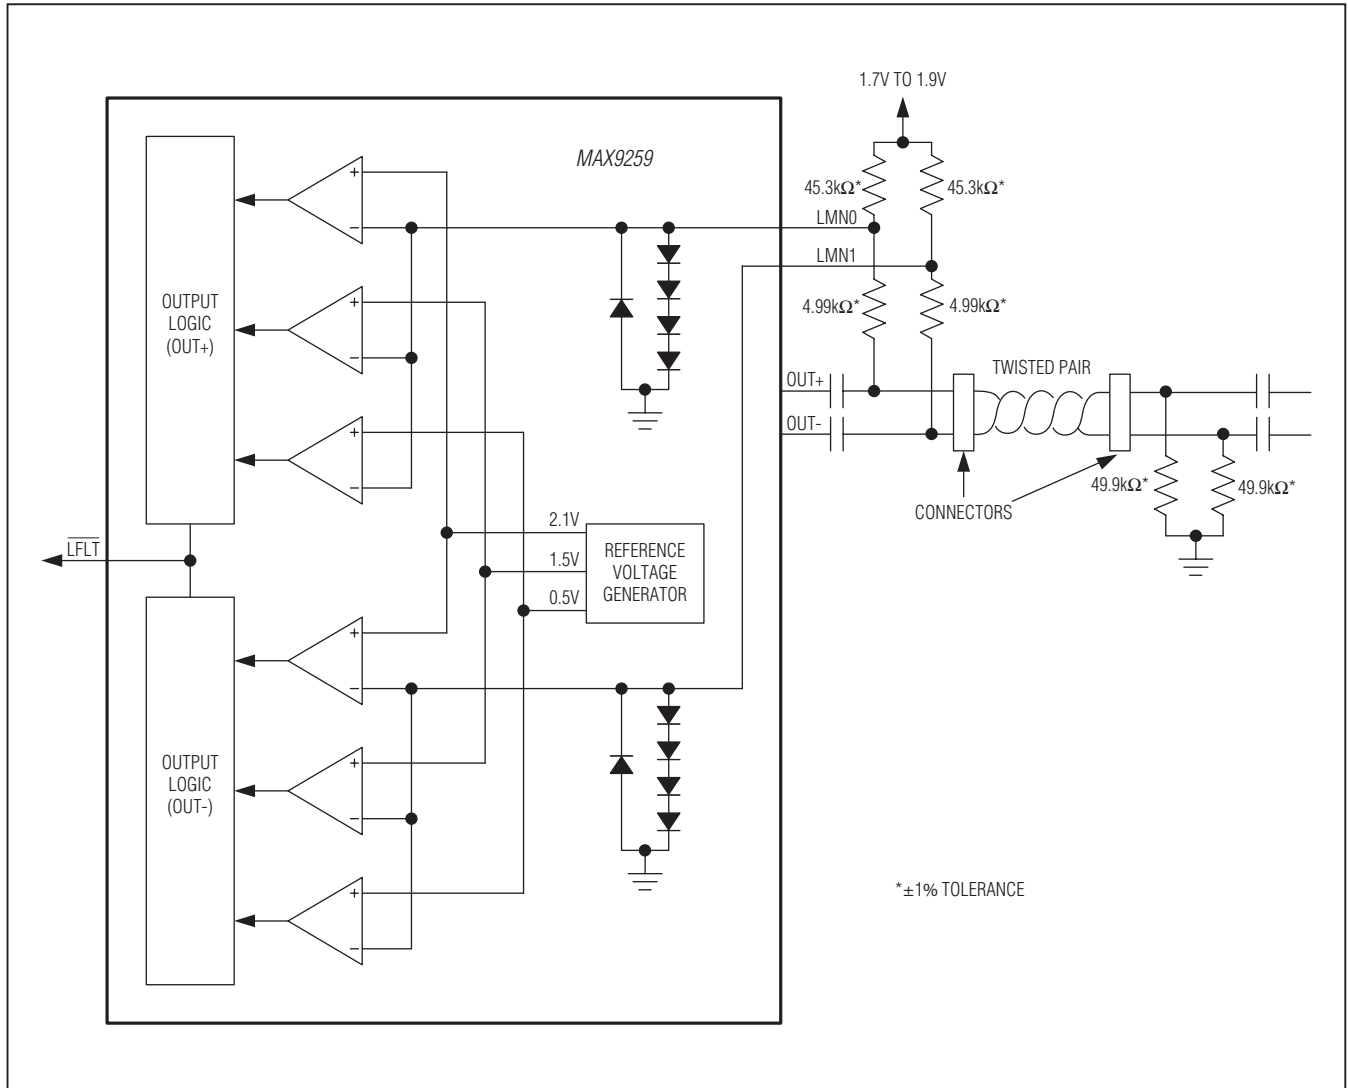 1.7V TO 1.9V
MAX9259
45.3kΩ*
45.3kΩ*
LMN0
LMN1
4.99kΩ*
4.99kΩ*
OUTPUT
LOGIC
(OUT+)
+
−
+
−
+
−
OUT+
OUT-
TWISTED PAIR
49.9kΩ*
49.9kΩ*
CONNECTORS
LFLT
2.1V
1.5V
0.5V
REFERENCE
VOLTAGE
GENERATOR
OUTPUT
LOGIC
(OUT-)
+
−
+
−
+
−
*±1% TOLERANCE